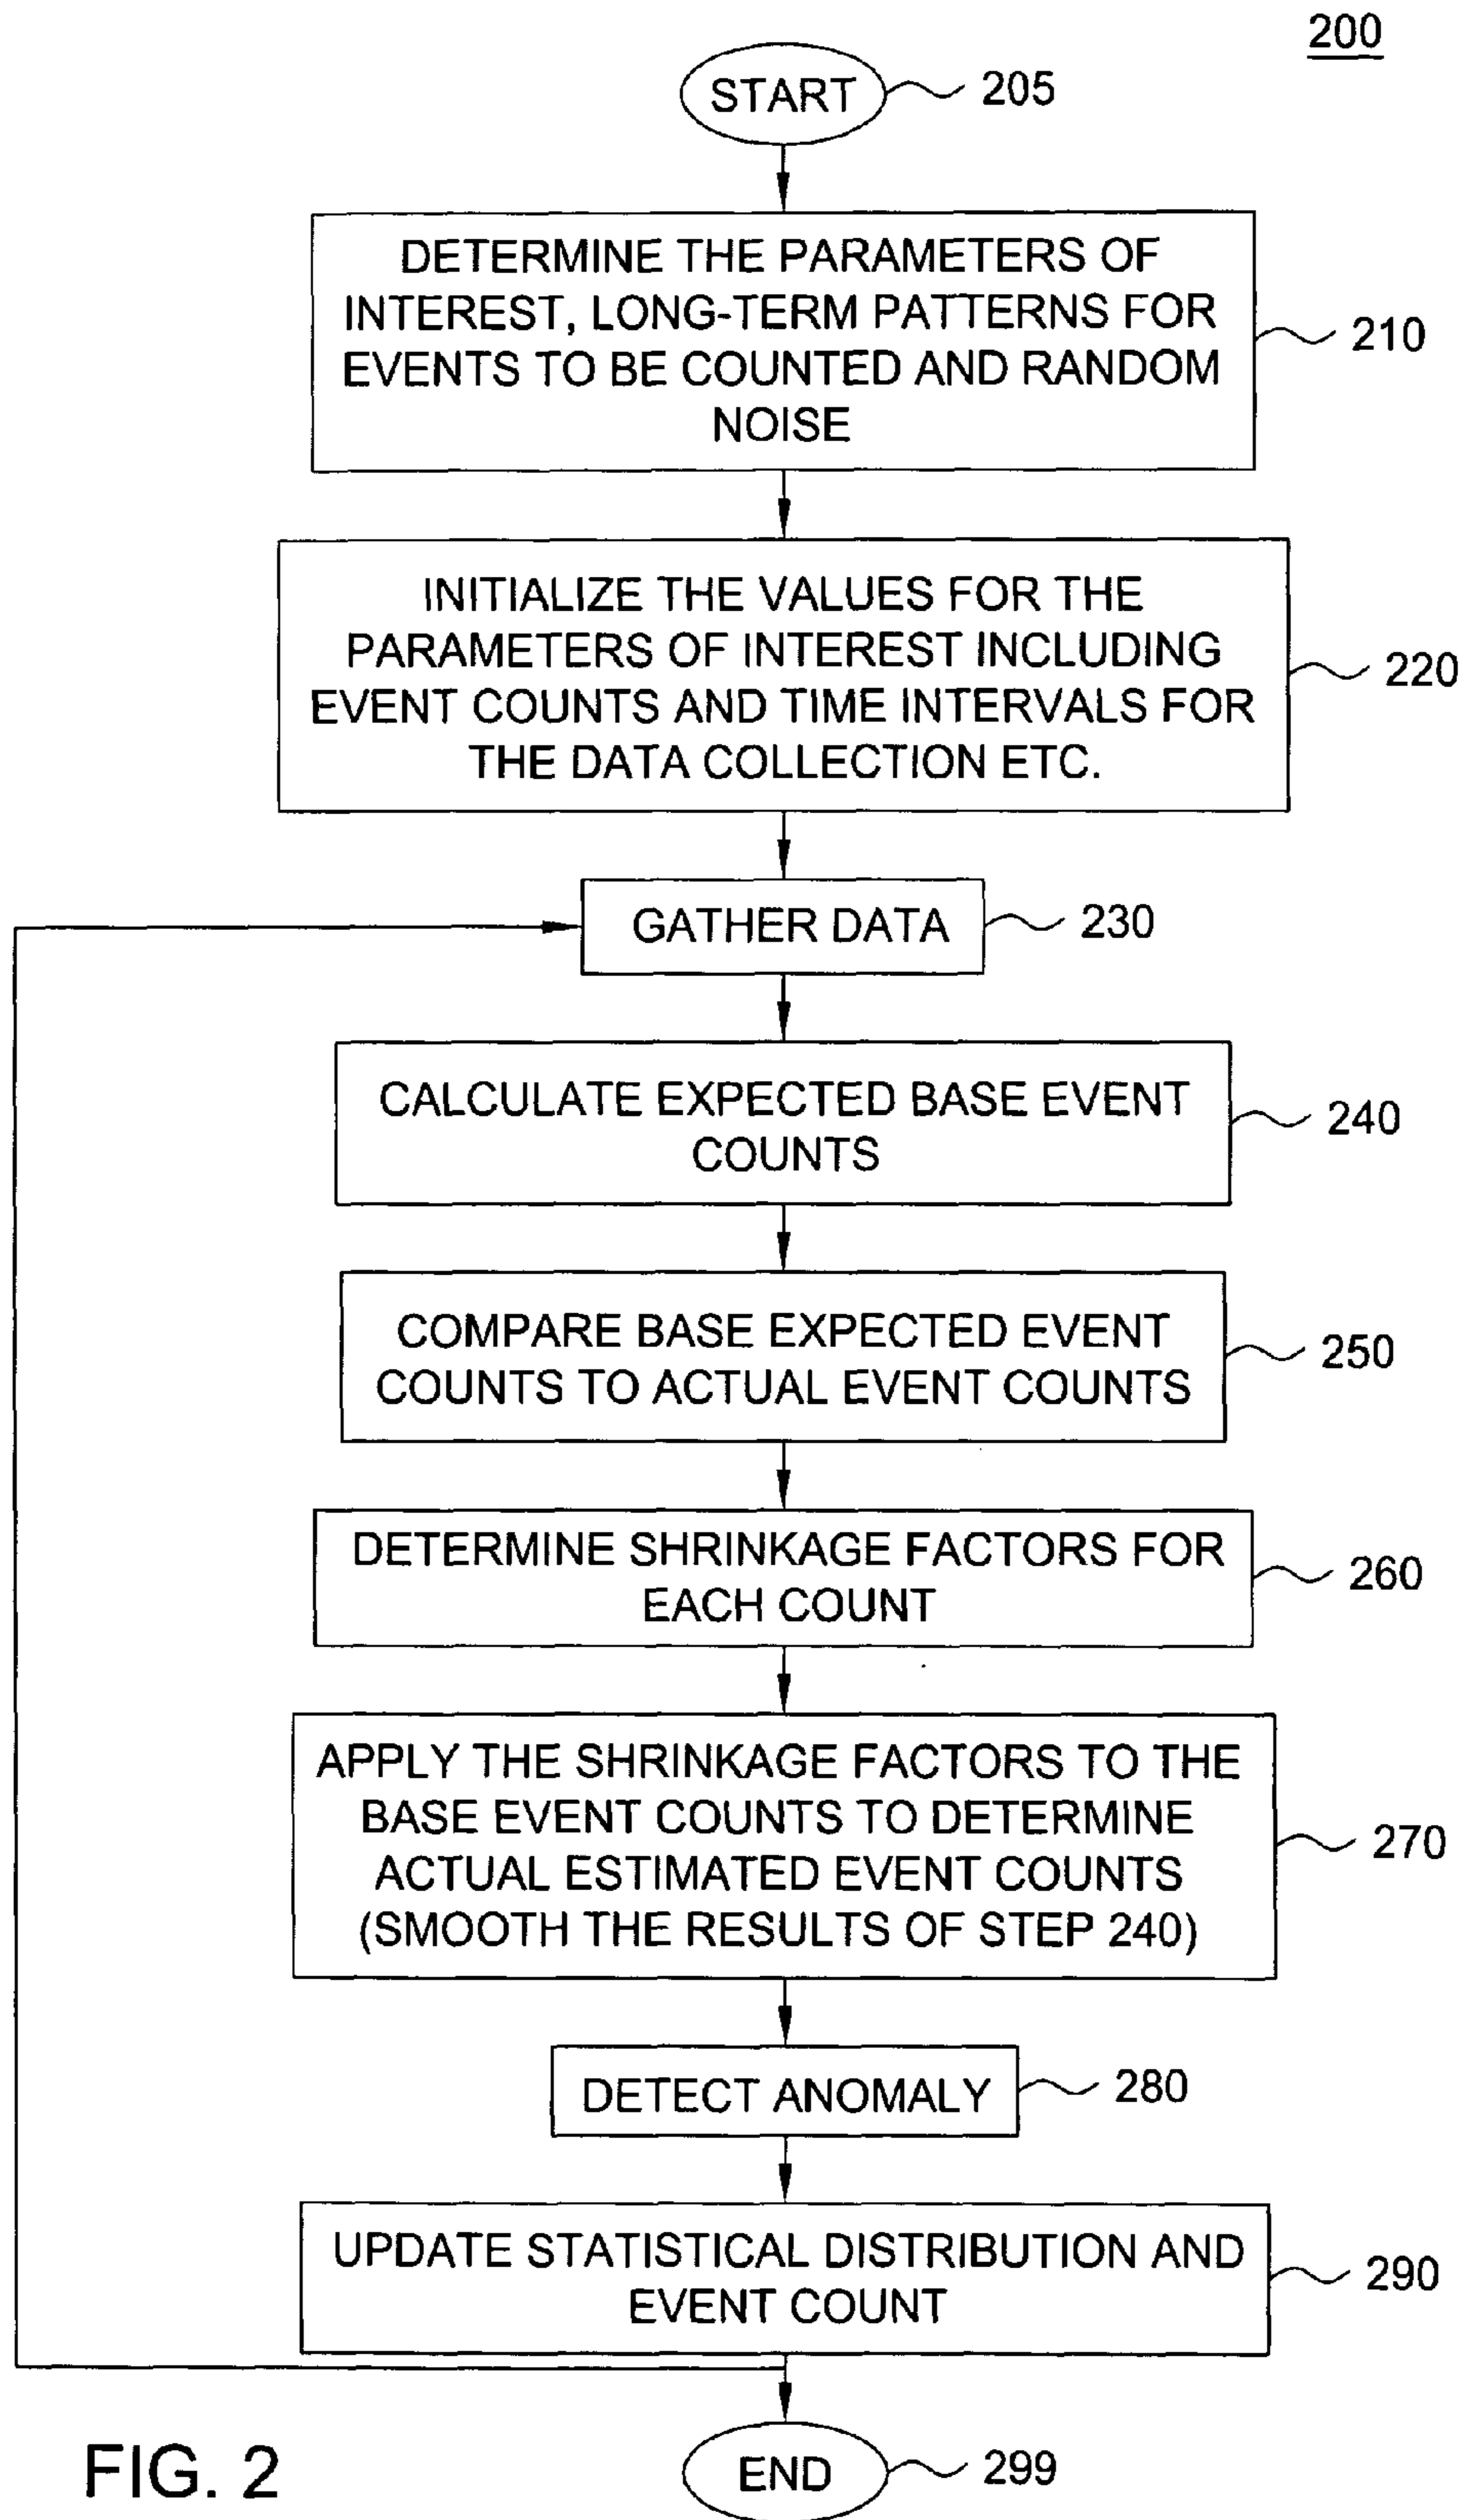 200
START
205
DETERMINE THE PARAMETERS OF
INTEREST, LONG-TERM PATTERNS FOR
EVENTS TO BE COUNTED AND RANDOM
NOISE
210
INITIALIZE THE VALUES FOR THE
PARAMETERS OF INTEREST INCLUDING
EVENT COUNTS AND TIME INTERVALS FOR
THE DATA COLLECTION ETC.
220
GATHER DATA
230
CALCULATE EXPECTED BASE EVENT
COUNTS
240
COMPARE BASE EXPECTED EVENT
COUNTS TO ACTUAL EVENT COUNTS
250
DETERMINE SHRINKAGE FACTORS FOR
EACH COUNT
260
APPLY THE SHRINKAGE FACTORS TO THE
BASE EVENT COUNTS TO DETERMINE
ACTUAL ESTIMATED EVENT COUNTS
(SMOOTH THE RESULTS OF STEP 240)
270
DETECT ANOMALY
280
UPDATE STATISTICAL DISTRIBUTION AND
EVENT COUNT
290
END
299
FIG. 2